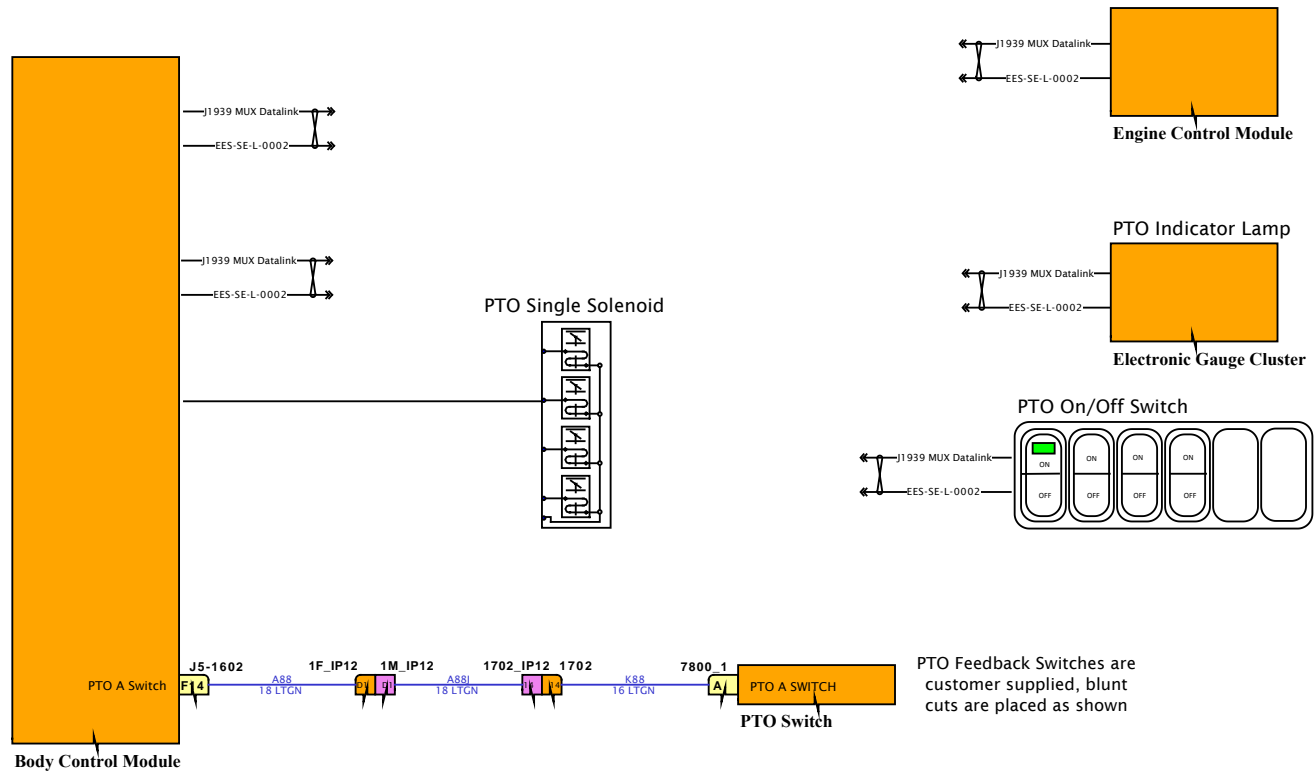 J1939 MUX Datalink
EES-SE-L-0002
Engine Control Module
J1939 MUX Datalink
EES-SE-L-0002
PTO Indicator Lamp
J1939 MUX Datalink
EES-SE-L-0002
Electronic Gauge Cluster
J1939 MUX Datalink
EES-SE-L-0002
PTO Single Solenoid
PTO On/Off Switch
J1939 MUX Datalink
EES-SE-L-0002
ON ON ON ON
OFF OFF OFF OFF
J5-1602 1F_IP12 1M_IP12 1702_IP12 1702 7800_1
PTO A Switch F14 A88 D1 D1 A88J 14 14 K88 A PTO A SWITCH
18 LTGN 18 LTGN 16 LTGN
PTO Switch
PTO Feedback Switches are
customer supplied, blunt
cuts are placed as shown
Body Control Module